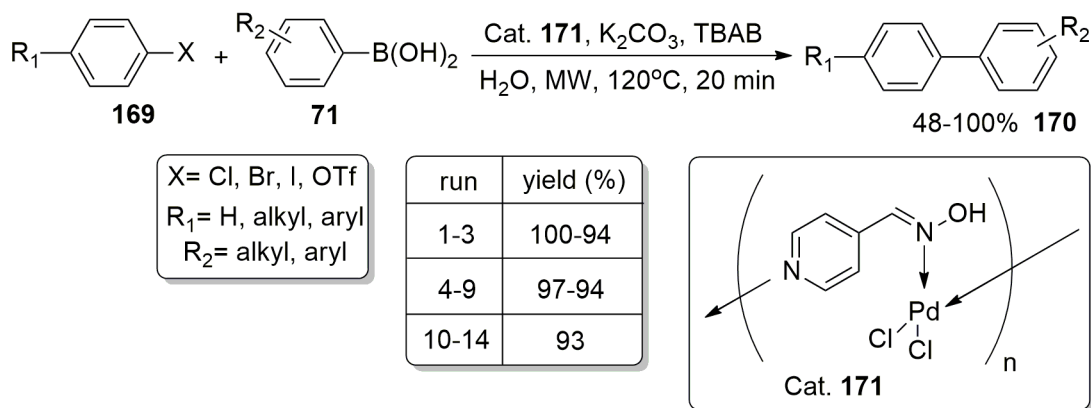 R1 X + R2 B(OH)2 Cat. 171, K2CO3, TBAB R1 R2
H2O, MW, 120ºC, 20 min
169 71 48-100% 170
X= Cl, Br, I, OTf
R1= H, alkyl, aryl
R2= alkyl, aryl
run yield (%)
1-3 100-94
4-9 97-94
10-14 93
N
N
OH
Pd
Cl
Cl
n
Cat. 171